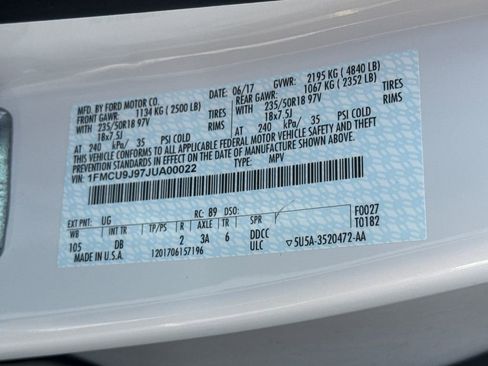 MFD. BY FORD MOTOR CO.
06/17 GVWR: 2195 KG ( 4840 LB)
FRONT GAWR: 1134 KG ( 2500 LB) REAR GAWR: 1067 KG ( 2352 LB)
WITH 235/50R18 97V TIRES WITH 235/50R18 97V TIRES
18x7.5J RIMS 18x7.5J RIMS
AT 240 kPa/ 35 PSI COLD AT 240 kPa/ 35 PSI COLD
THIS VEHICLE CONFORMS TO ALL APPLICABLE FEDERAL MOTOR VEHICLE SAFETY AND THEFT
PREVENTION STANDARDS IN EFFECT ON THE DATE OF MANUFACTURE SHOWN ABOVE.
VIN: 1FMCU9J97JUA00022 TYPE: MPV
EXT PNT: UG RC: 89 DSO: F0027
WB INT TR TP/PS R AXLE TR SPR T0182
105 DB 2 3A 6 DDCC
MADE IN U.S.A. 1201706157196 ULC ▽5U5A-3520472-AA